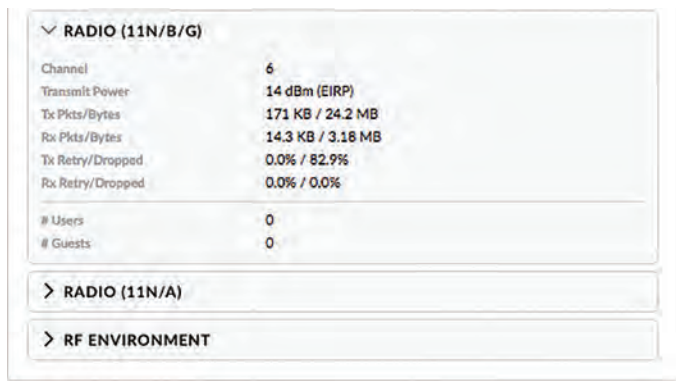 RADIO (11N/B/G)
Channel 6
Transmit Power 14 dBm (EIRP)
Tx Pkts/Bytes 171 KB / 24.2 MB
Rx Pkts/Bytes 14.3 KB / 3.18 MB
Tx Retry/Dropped 0.0% / 82.9%
Rx Retry/Dropped 0.0% / 0.0%
# Users 0
# Guests 0
RADIO (11N/A)
RF ENVIRONMENT